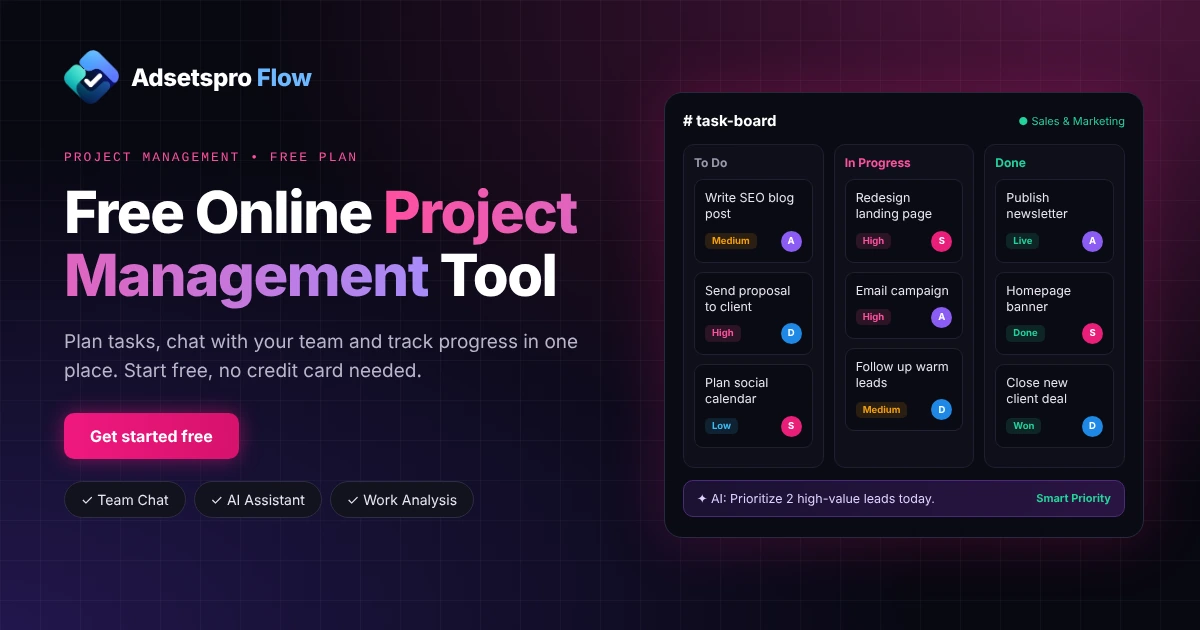 Adsetspro Flow
PROJECT MANAGEMENT • FREE PLAN
Free Online Project
Management Tool
Plan tasks, chat with your team and track progress in one
place. Start free, no credit card needed.
Get started free
✓ Team Chat
✓ AI Assistant
✓ Work Analysis
# task-board
Sales & Marketing
To Do
Write SEO blog
post
Medium
A
Send proposal
to client
High
D
Plan social
calendar
Low
S
In Progress
Redesign
landing page
High
S
Email campaign
High
A
Follow up warm
leads
Medium
D
Done
Publish
newsletter
Live
A
Homepage
banner
Done
S
Close new
client deal
Won
D
✦ AI: Prioritize 2 high-value leads today.
Smart Priority